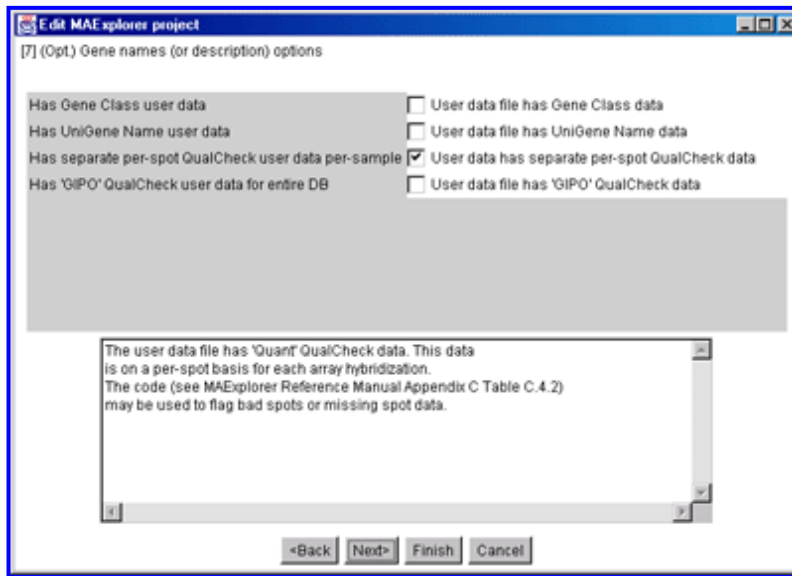 Edit MAExplorer project
[7] (Opt.) Gene names (or description) options
Has Gene Class user data User data file has Gene Class data
Has UniGene Name user data User data file has UniGene Name data
Has separate per-spot QualCheck user data per-sample User data has separate per-spot QualCheck data
Has 'GIPO' QualCheck user data for entire DB User data file has 'GIPO' QualCheck data
The user data file has 'Quant' QualCheck data. This data
is on a per-spot basis for each array hybridization.
The code (see MAExplorer Reference Manual Appendix C Table C.4.2)
may be used to flag bad spots or missing spot data.
<Back Next> Finish Cancel